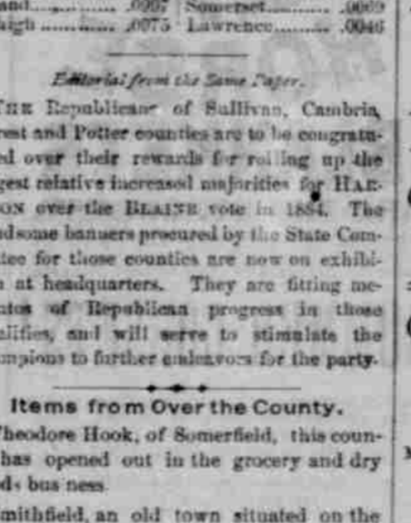 and .0067 Somerset .0069
aigh .0075 Lawrence .0046
Editorial from the Same Paper.
THE Republicans of Sullivan, Cambria,
rest and Potter counties are to be congratu-
ed over their rewards for rolling up the
gest relative increased majorities for HAR-
ON over the BLAINE vote in 1884. The
ndsome banners procured by the State Com-
tee for those counties are now on exhibi-
n at headquarters. They are fitting me-
ntos of Republican progress in those
alities, and will serve to stimulate the
mpions to further endeavors for the party.
Items from Over the County.
Theodore Hook, of Somerfield, this coun-
has opened out in the grocery and dry
ds business
mithfield, an old town situated on the